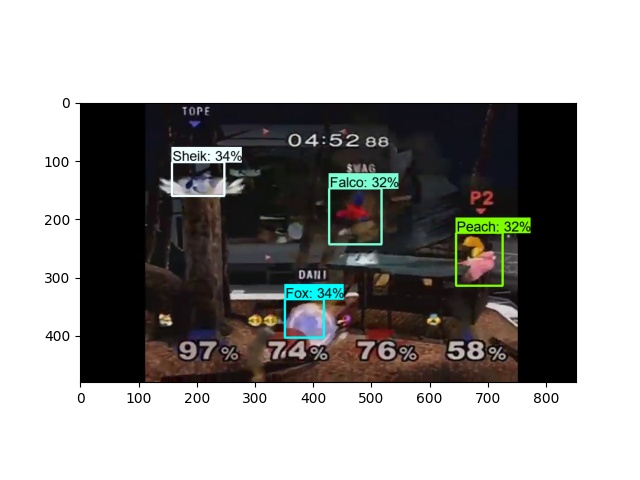 TOPE
04:52 88
Sheik: 34%
SWAG
Falco: 32%
P2
Peach: 32%
DANI
Fox: 34%
97% 74% 76% 58%
0
100
200
300
400
0 100 200 300 400 500 600 700 800